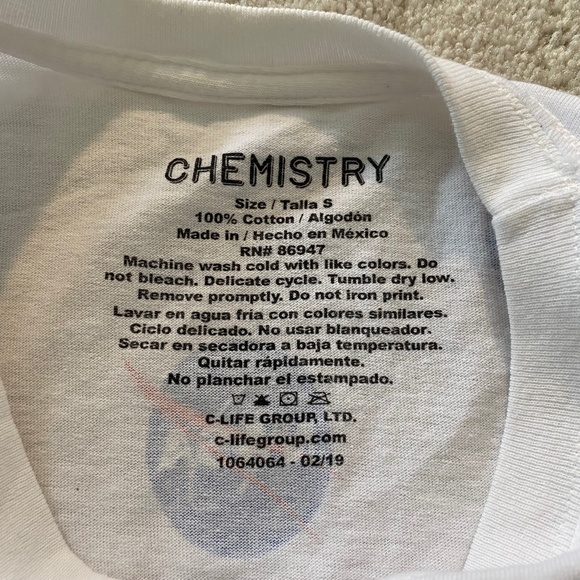 CHEMISTRY
Size / Talla S
100% Cotton / Algodón
Made in / Hecho en México
RN# 86947
Machine wash cold with like colors. Do
not bleach. Delicate cycle. Tumble dry low.
Remove promptly. Do not iron print.
Lavar en agua fria con colores similares.
Ciclo delicado. No usar blanqueador.
Secar en secadora a baja temperatura.
Quitar rápidamente.
No planchar el estampado.
C-LIFE GROUP, LTD.
c-lifegroup.com
1064064 - 02/19